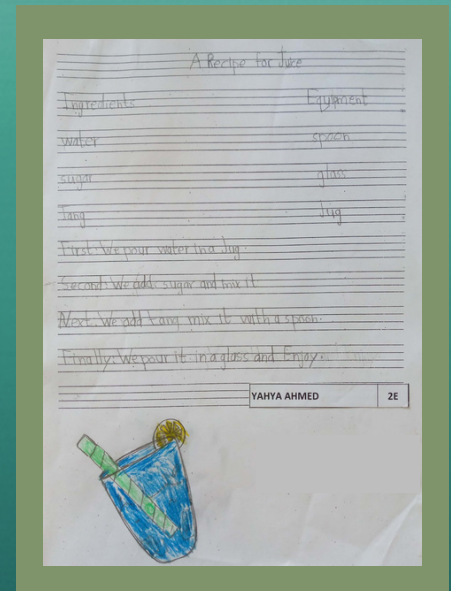 A Recipe for Juice
Ingredients Equipment
water spoon
sugar glass
Tang Jug
First: We pour water in a Jug.
Second: We add sugar and mix it
Next: We add tang mix it with a spoon.
Finally: We pour it in a glass and Enjoy.
YAHYA AHMED 2E